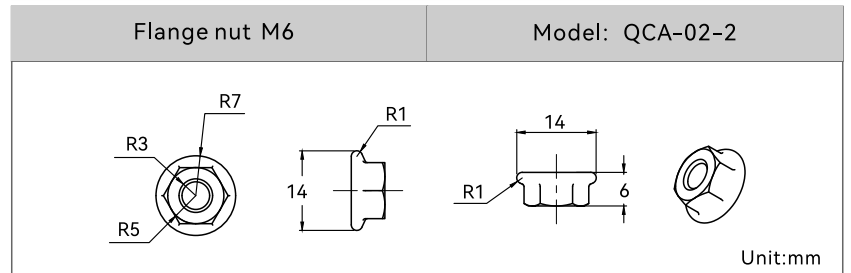 Flange nut M6
Model: QCA-02-2
R7
R1
R3
14
14
R1
6
R5
Unit:mm